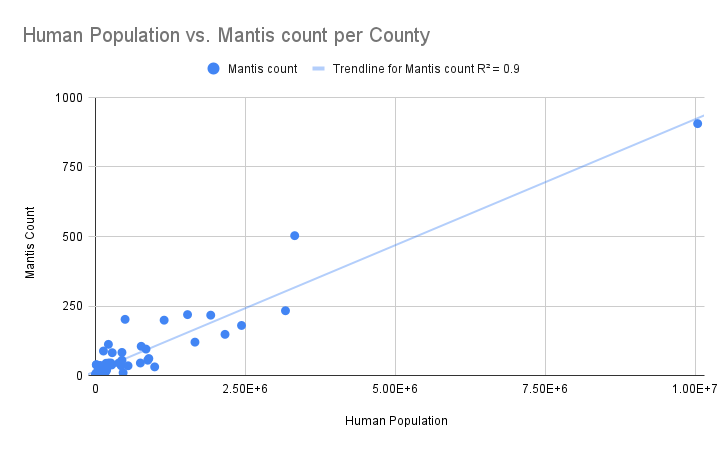 Human Population vs. Mantis count per County
Mantis count
Trendline for Mantis count R² = 0.9
1000
750
500
250
0
Mantis Count
0
2.50E+6
5.00E+6
7.50E+6
1.00E+7
Human Population